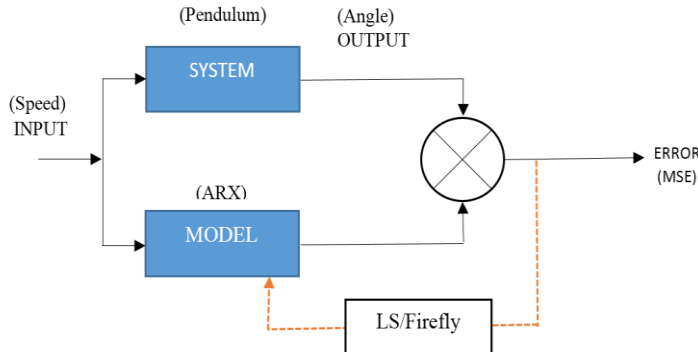 (Pendulum)
(Angle)
OUTPUT
SYSTEM
(Speed)
INPUT
ERROR
(MSE)
(ARX)
MODEL
LS/Firefly